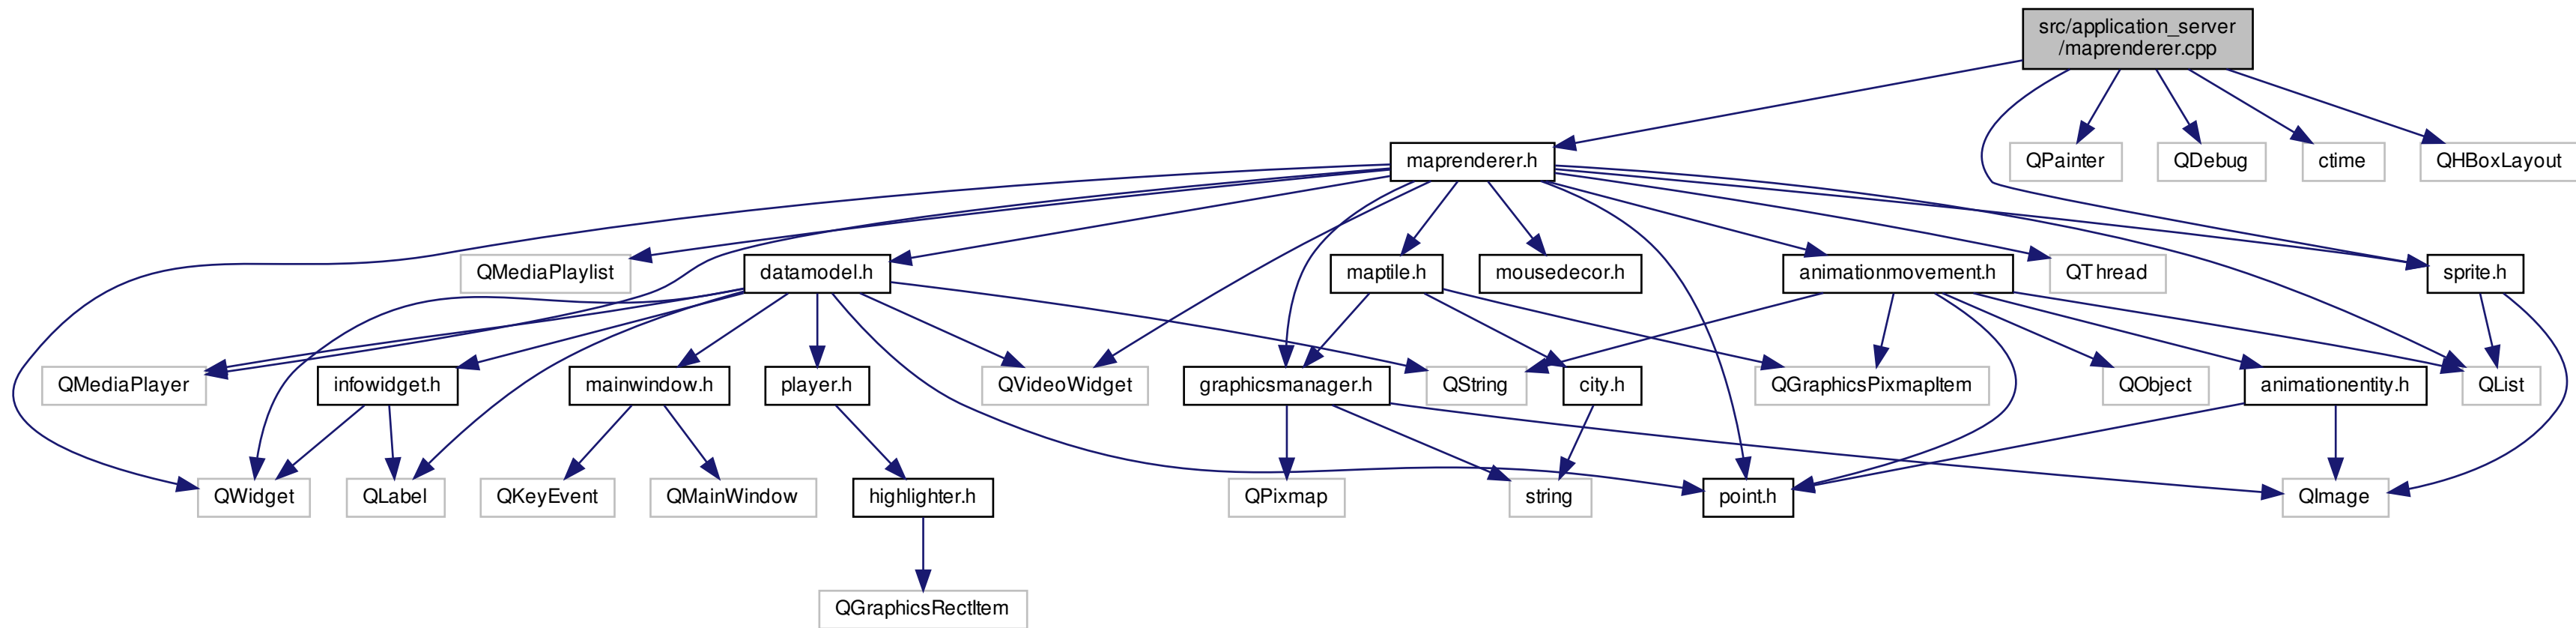 src/application_server
/maprenderer.cpp
maprenderer.h
QPainter
QDebug
ctime
QHBoxLayout
QMediaPlaylist
datamodel.h
maptile.h
mousedecor.h
animationmovement.h
QThread
sprite.h
QMediaPlayer
infowidget.h
mainwindow.h
player.h
QVideoWidget
graphicsmanager.h
QString
city.h
QGraphicsPixmapItem
QObject
animationentity.h
QList
QWidget
QLabel
QKeyEvent
QMainWindow
highlighter.h
QPixmap
string
point.h
QImage
QGraphicsRectItem